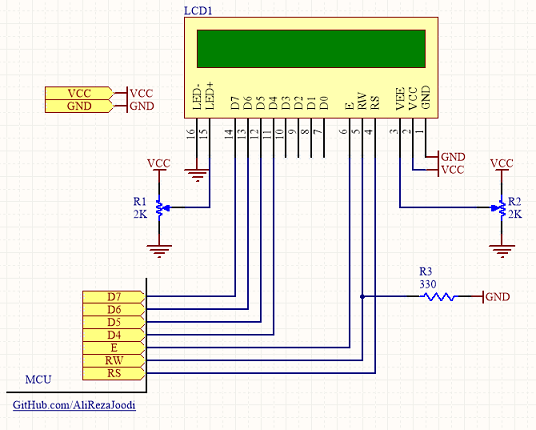 LCD1
LED-
LED+
D7
D6
D5
D4
D3
D2
D1
D0
E
RW
RS
VEE
VCC
GND
16
15
14
13
12
11
10
9
8
7
6
5
4
3
2
1
VCC VCC
GND GND
GND
VCC
VCC
R1
2K
VCC
R2
2K
R3
330
GND
D7
D6
D5
D4
E
RW
RS
MCU
GitHub.com/AliRezaJoodi